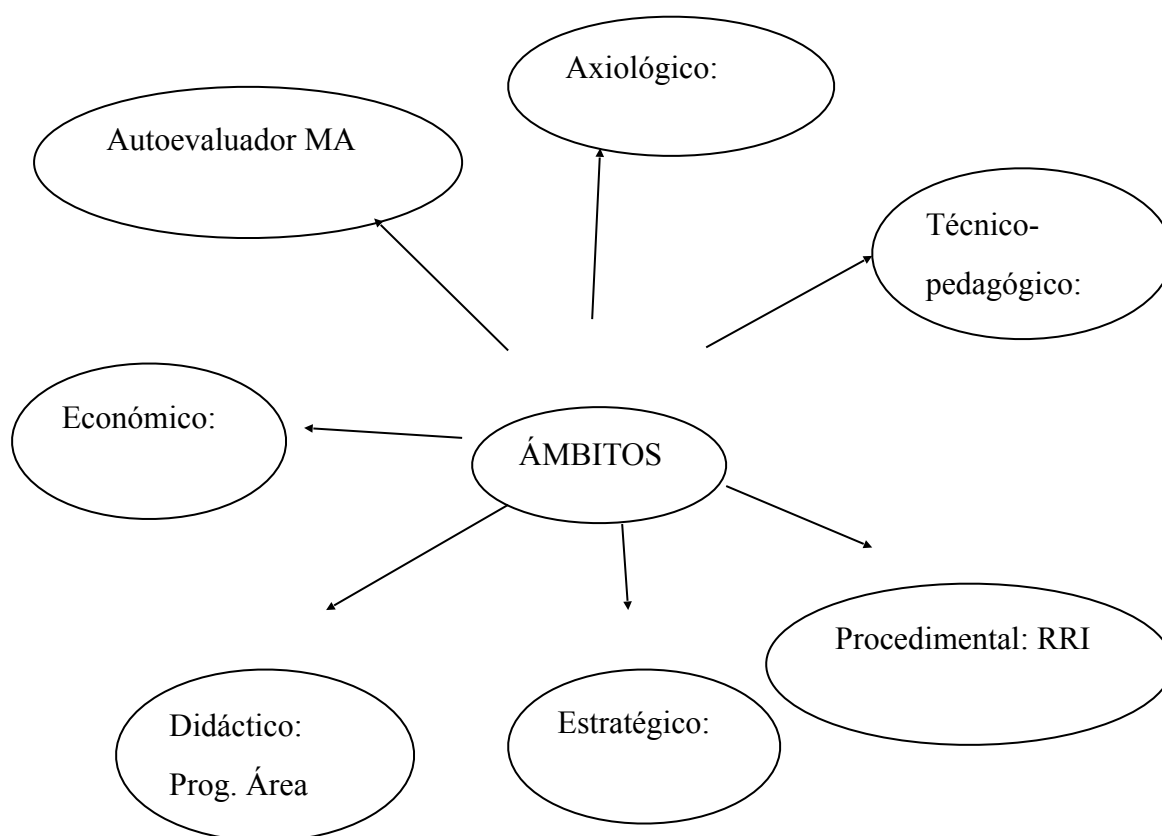 Axiológico:
Autoevaluador MA
Técnico-
pedagógico:
Económico:
ÁMBITOS
Procedimental: RRI
Didáctico:
Prog. Área
Estratégico: